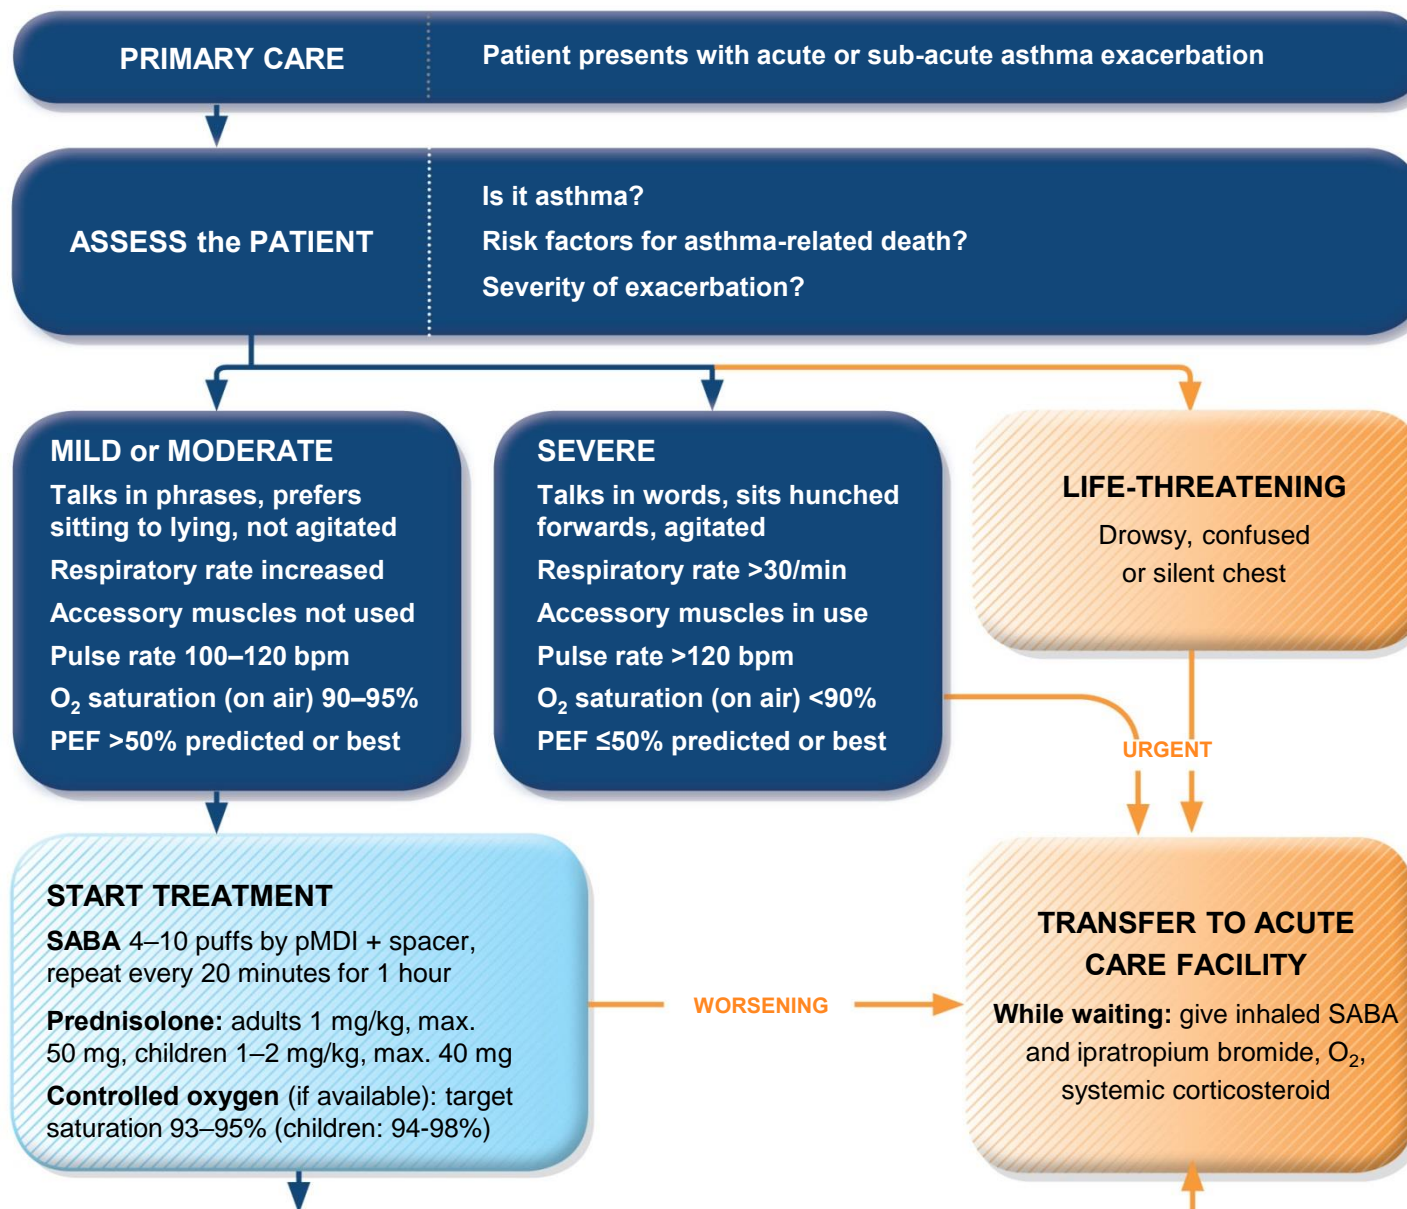 PRIMARY CARE
Patient presents with acute or sub-acute asthma exacerbation
ASSESS the PATIENT
Is it asthma?
Risk factors for asthma-related death?
Severity of exacerbation?
MILD or MODERATE
Talks in phrases, prefers
sitting to lying, not agitated
Respiratory rate increased
Accessory muscles not used
Pulse rate 100–120 bpm
O₂ saturation (on air) 90–95%
PEF >50% predicted or best
SEVERE
Talks in words, sits hunched
forwards, agitated
Respiratory rate >30/min
Accessory muscles in use
Pulse rate >120 bpm
O₂ saturation (on air) <90%
PEF ≤50% predicted or best
LIFE-THREATENING
Drowsy, confused
or silent chest
URGENT
START TREATMENT
SABA 4–10 puffs by pMDI + spacer,
repeat every 20 minutes for 1 hour
Prednisolone: adults 1 mg/kg, max.
50 mg, children 1–2 mg/kg, max. 40 mg
Controlled oxygen (if available): target
saturation 93–95% (children: 94-98%)
WORSENING
TRANSFER TO ACUTE
CARE FACILITY
While waiting: give inhaled SABA
and ipratropium bromide, O₂,
systemic corticosteroid